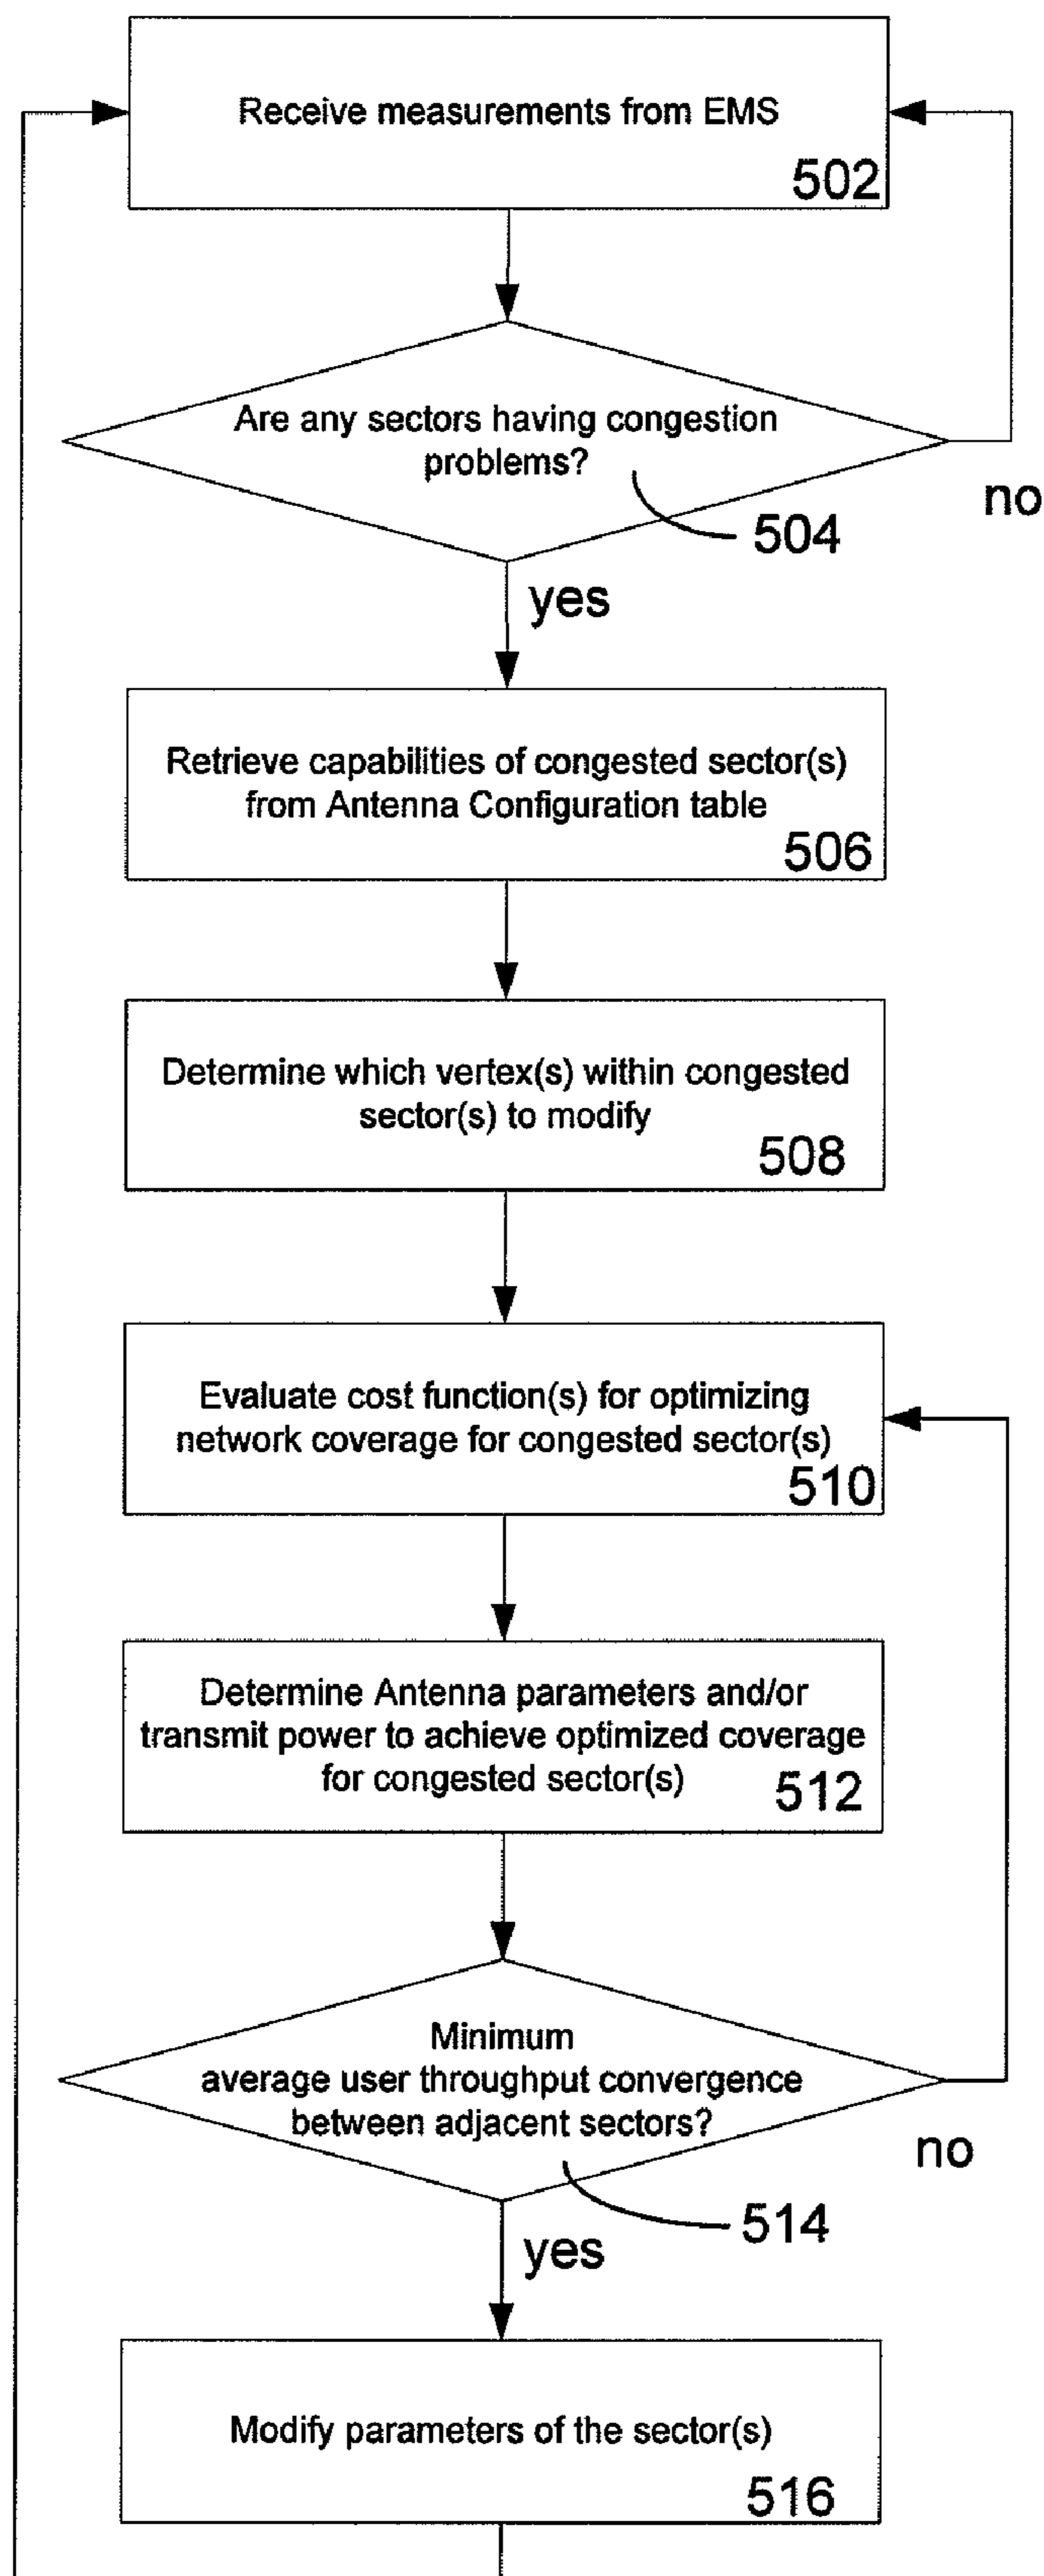 Receive measurements from EMS
502
Are any sectors having congestion
problems?
no
504
yes
Retrieve capabilities of congested sector(s)
from Antenna Configuration table
506
Determine which vertex(s) within congested
sector(s) to modify
508
Evaluate cost function(s) for optimizing
network coverage for congested sector(s)
510
Determine Antenna parameters and/or
transmit power to achieve optimized coverage
for congested sector(s)
512
Minimum
average user throughput convergence
between adjacent sectors?
no
514
yes
Modify parameters of the sector(s)
516